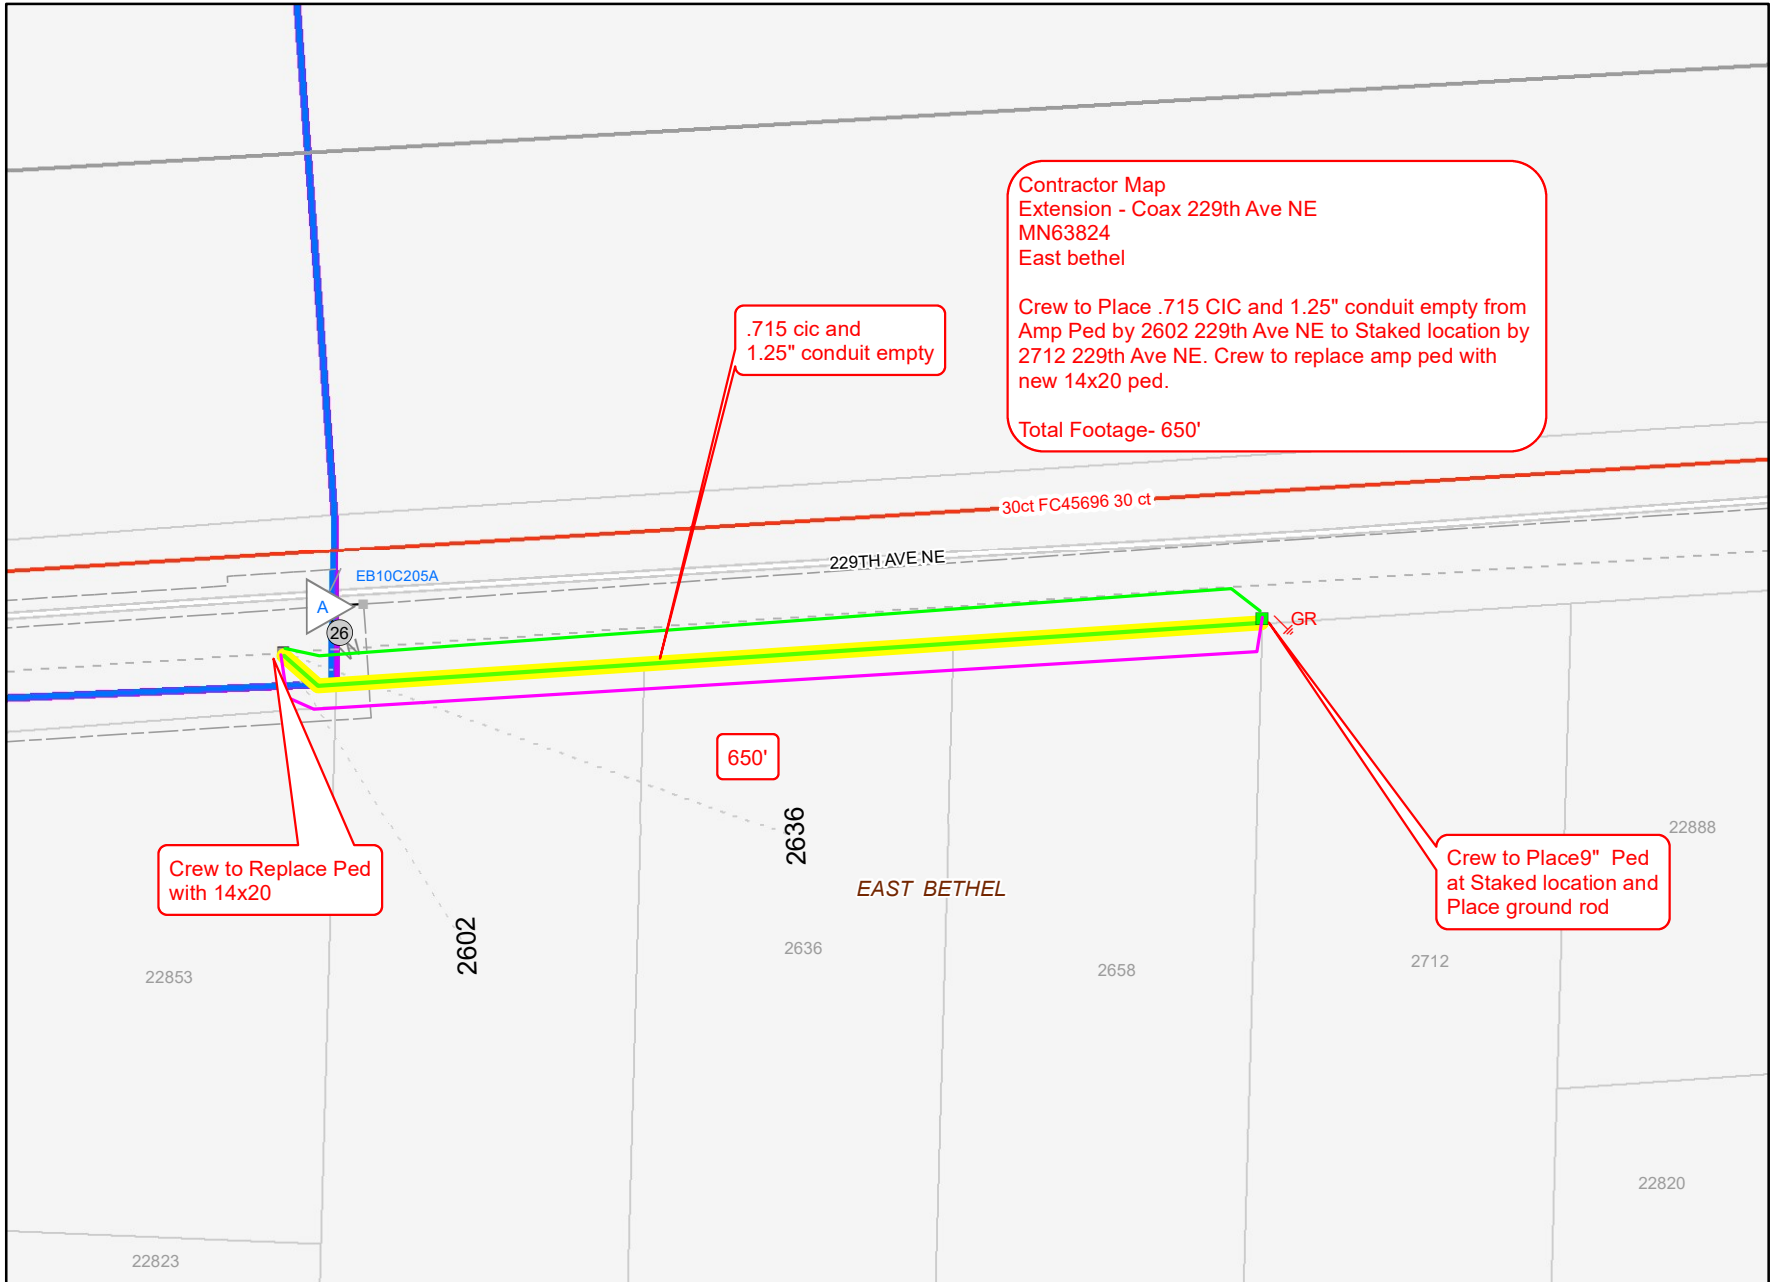 Contractor Map
Extension - Coax 229th Ave NE
MN63824
East bethel
Crew to Place .715 CIC and 1.25" conduit empty from
Amp Ped by 2602 229th Ave NE to Staked location by
2712 229th Ave NE. Crew to replace amp ped with
new 14x20 ped.
Total Footage- 650'
.715 cic and
1.25" conduit empty
30ct FC45696 30 ct
229TH AVE NE
EB10C205A
A
26
GR
650'
2636
2602
Crew to Replace Ped
with 14x20
EAST BETHEL
22888
Crew to Place9" Ped
at Staked location and
Place ground rod
22853
2636
2658
2712
22820
22823